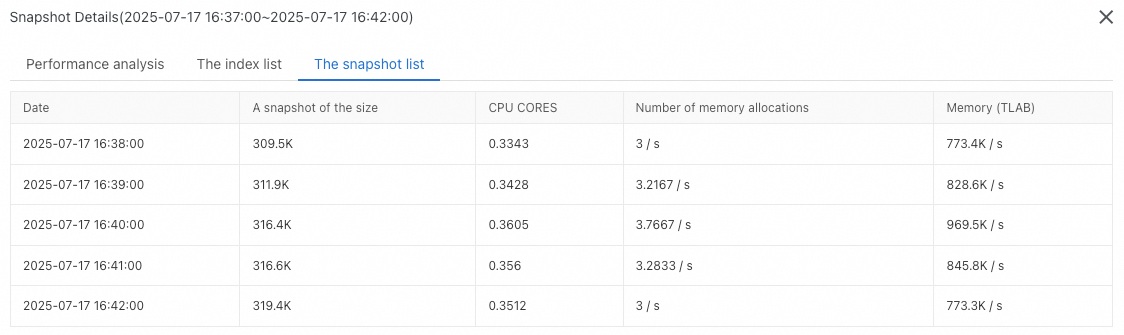 Snapshot Details(2025-07-17 16:37:00~2025-07-17 16:42:00)
Performance analysis The index list The snapshot list
Date A snapshot of the size CPU CORES Number of memory allocations Memory (TLAB)
2025-07-17 16:38:00 309.5K 0.3343 3 / s 773.4K / s
2025-07-17 16:39:00 311.9K 0.3428 3.2167 / s 828.6K / s
2025-07-17 16:40:00 316.4K 0.3605 3.7667 / s 969.5K / s
2025-07-17 16:41:00 316.6K 0.356 3.2833 / s 845.8K / s
2025-07-17 16:42:00 319.4K 0.3512 3 / s 773.3K / s